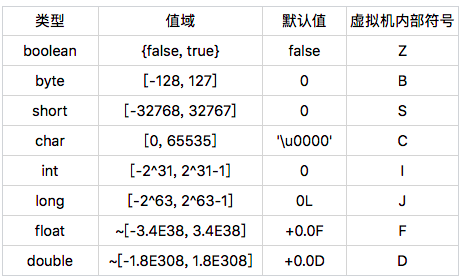 类型 值域 默认值 虚拟机内部符号
boolean {false, true} false Z
byte [-128, 127] 0 B
short [-32768, 32767] 0 S
char [0, 65535] '\u0000' C
int [-2^31, 2^31-1] 0 I
long [-2^63, 2^63-1] 0L J
float ~[-3.4E38, 3.4E38] +0.0F F
double ~[-1.8E308, 1.8E308] +0.0D D